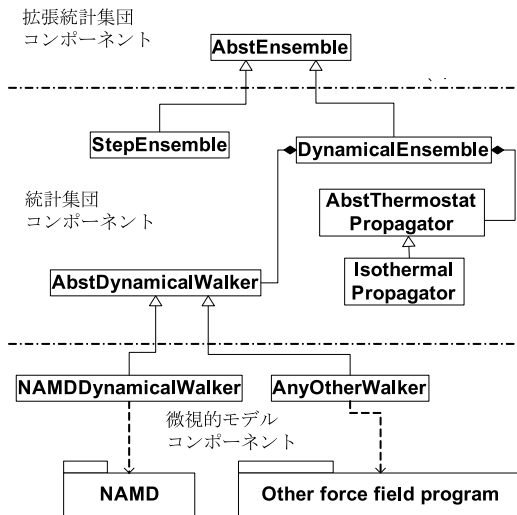 拡張統計集団
コンポーネント
AbstEnsemble
StepEnsemble
DynamicalEnsemble
統計集団
コンポーネント
AbstThermostat
Propagator
AbstDynamicalWalker
Isothermal
Propagator
NAMDDynamicalWalker
AnyOtherWalker
微視的モデル
コンポーネント
NAMD
Other force field program